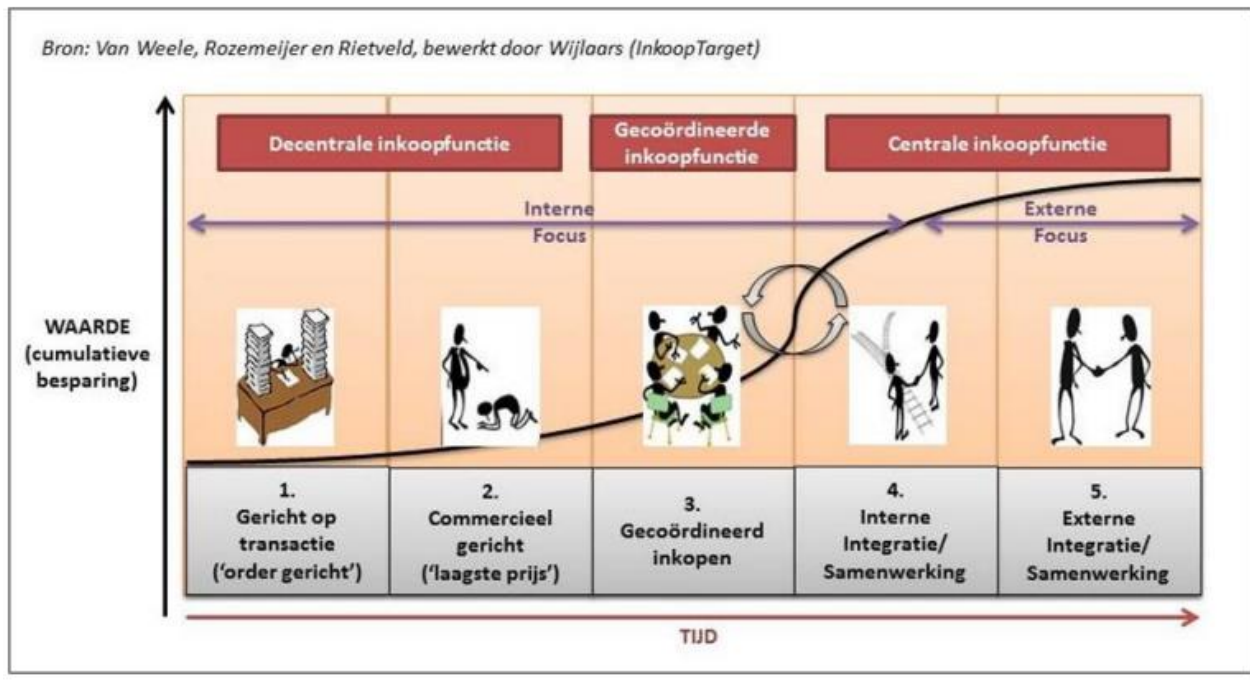 Bron: Van Weele, Rozemeijer en Rietveld, bewerkt door Wijlaars (InkoopTarget)
Decentrale inkoopfunctie
Gecoördineerde
inkoopfunctie
Centrale inkoopfunctie
Interne
Focus
Externe
Focus
WAARDE
(cumulatieve
besparing)
1.
Gericht op
transactie
(‘order gericht’)
2.
Commercieel
gericht
(‘laagste prijs’)
3.
Gecoördineerd
inkopen
4.
Interne
Integratie/
Samenwerking
5.
Externe
Integratie/
Samenwerking
TIJD